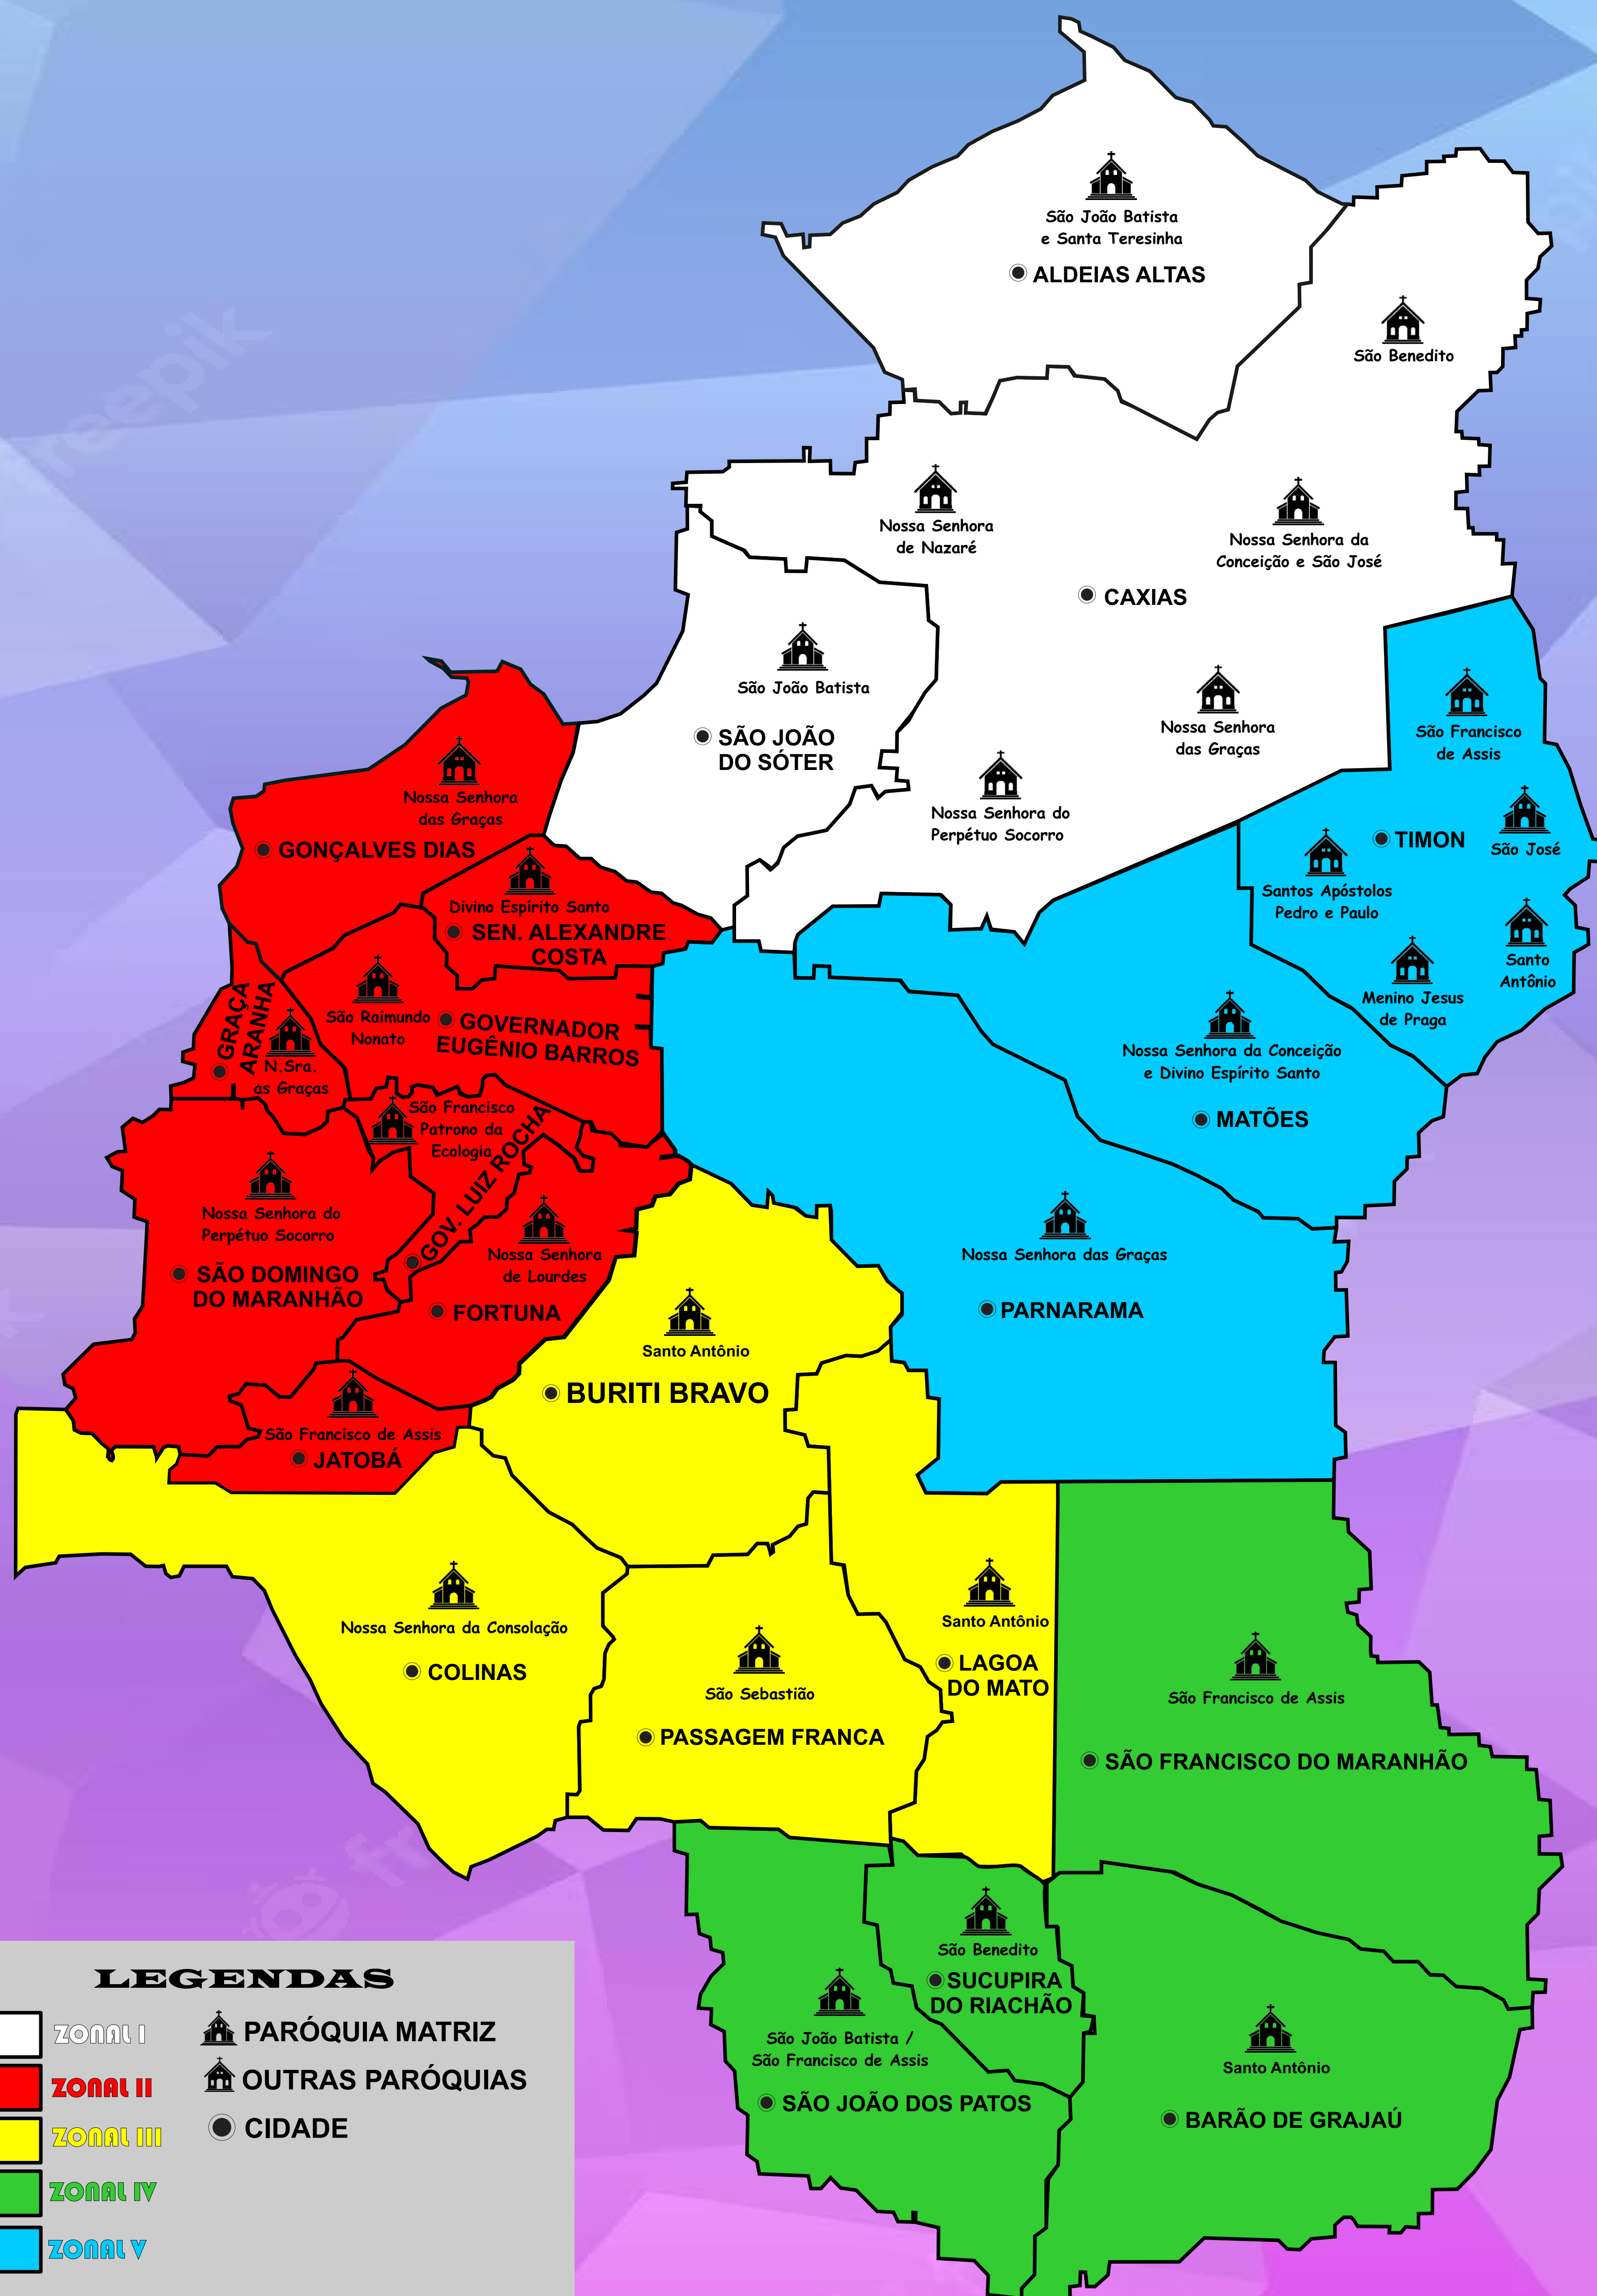 São João Batista
e Santa Teresinha
ALDEIAS ALTAS
São Benedito
Nossa Senhora
de Nazaré
Nossa Senhora da
Conceição e São José
CAXIAS
São João Batista
SÃO JOÃO
DO SÓTER
Nossa Senhora
das Graças
Nossa Senhora do
Perpétuo Socorro
São Francisco
de Assis
TIMON
São José
Santos Apóstolos
Pedro e Paulo
Santo
Antônio
Menino Jesus
de Praga
Nossa Senhora
das Graças
GONÇALVES DIAS
Divino Espírito Santo
SEN. ALEXANDRE
COSTA
GRAÇA
ARANHA
N.Sra.
as Graças
São Raimundo
Nonato
GOVERNADOR
EUGÊNIO BARROS
São Francisco
Patrono da
Ecologia
GOV. LUIZ ROCHA
Nossa Senhora da Conceição
e Divino Espírito Santo
MATÕES
Nossa Senhora do
Perpétuo Socorro
SÃO DOMINGO
DO MARANHÃO
Nossa Senhora
de Lourdes
FORTUNA
Nossa Senhora das Graças
PARNARAMA
Santo Antônio
BURITI BRAVO
São Francisco de Assis
JATOBÁ
Nossa Senhora da Consolação
COLINAS
São Sebastião
PASSAGEM FRANCA
Santo Antônio
LAGOA
DO MATO
São Francisco de Assis
SÃO FRANCISCO DO MARANHÃO
São Benedito
SUCUPIRA
DO RIACHÃO
São João Batista /
São Francisco de Assis
SÃO JOÃO DOS PATOS
Santo Antônio
BARÃO DE GRAJAÚ
LEGENDAS
ZONAL I
ZONAL II
ZONAL III
ZONAL IV
ZONAL V
PARÓQUIA MATRIZ
OUTRAS PARÓQUIAS
CIDADE
reepik